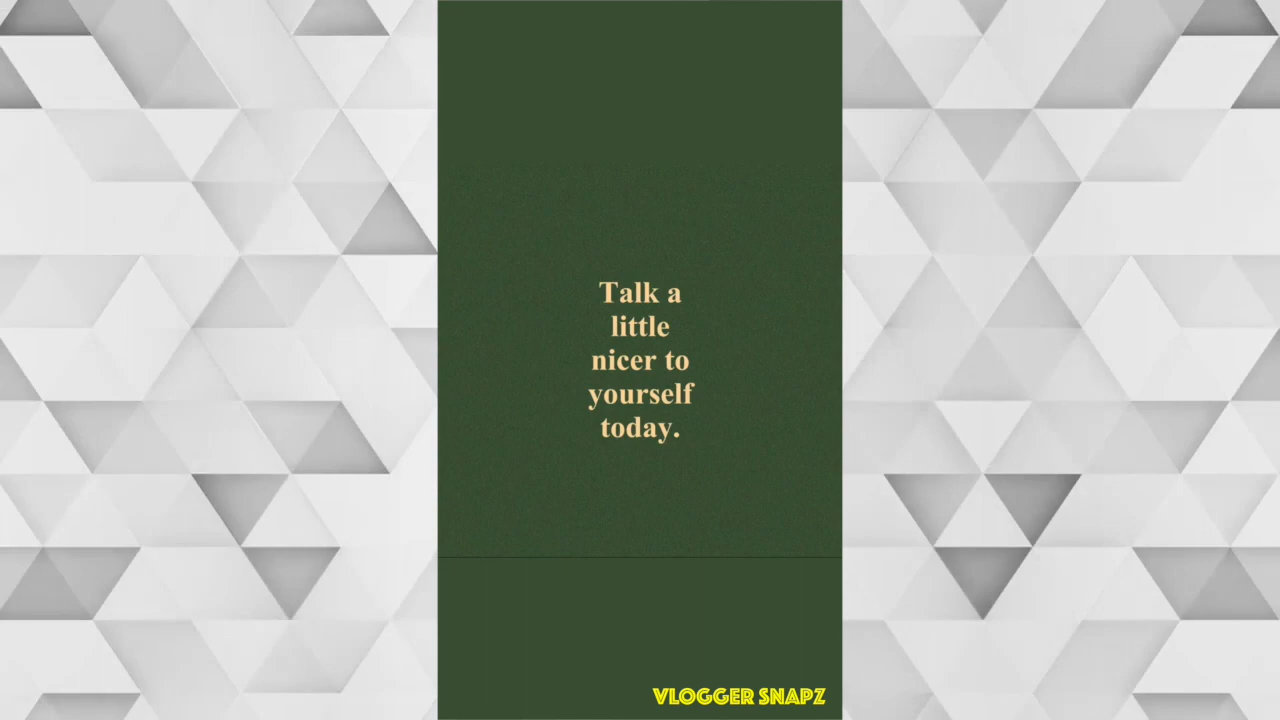 Talk a
little
nicer to
yourself
today.
VLOGGER SNAPZ